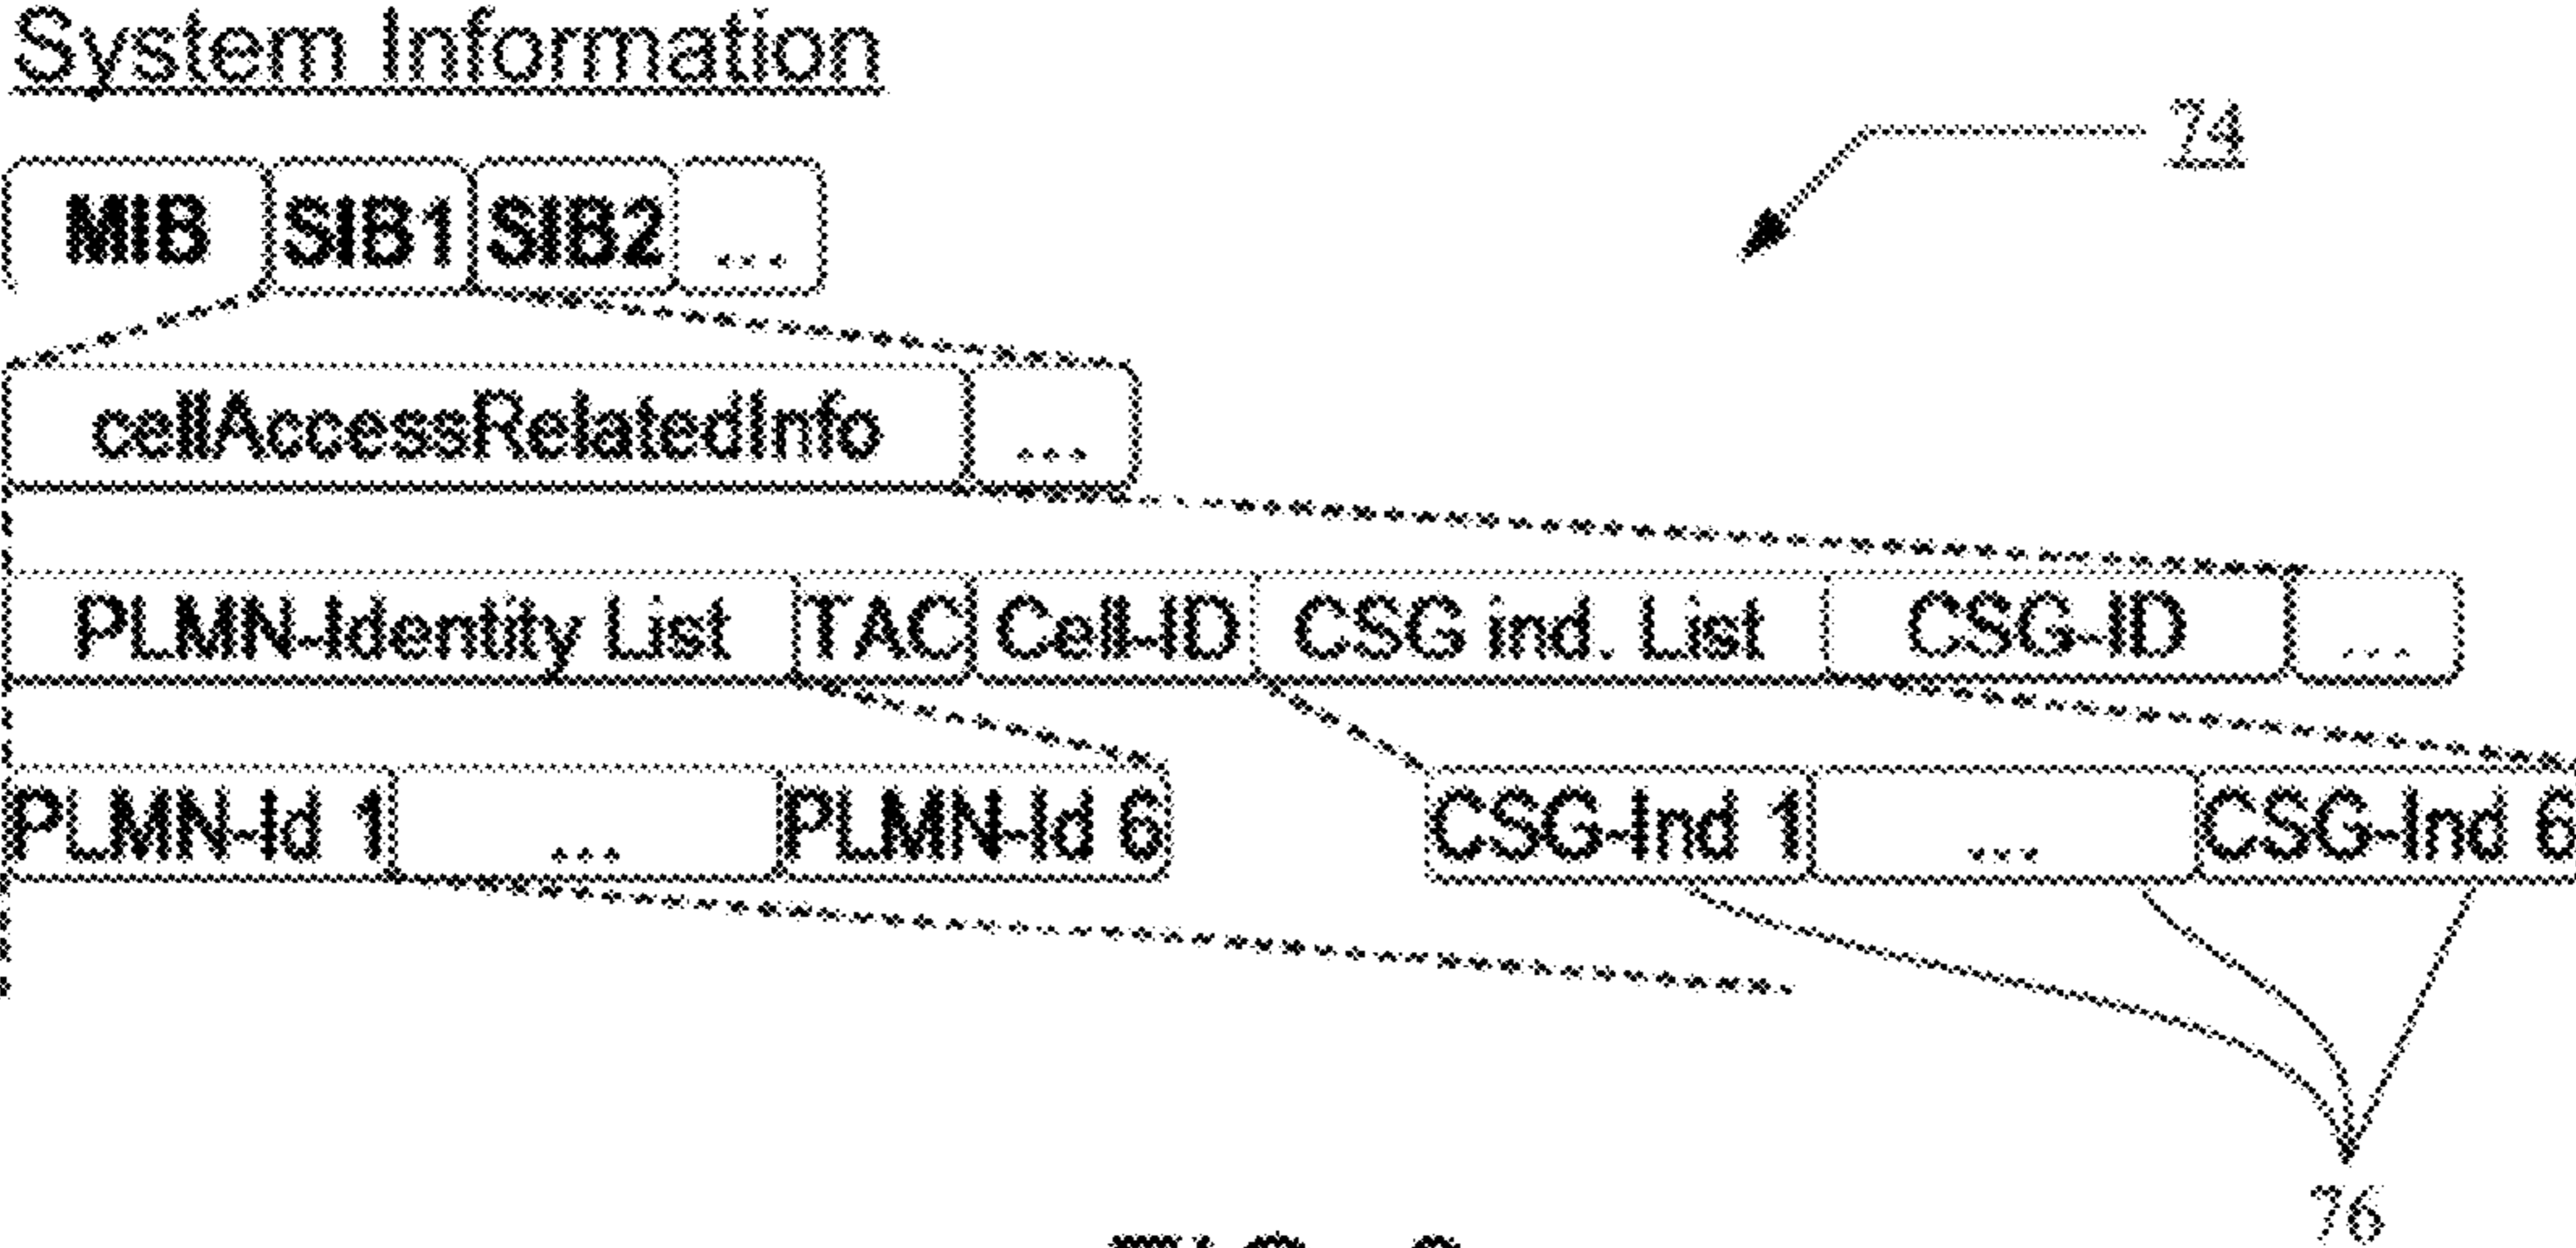 System Information
74
MIB SIB1 SIB2 ...
cellAccessRelatedInfo ...
PLMN-Identity List TAC Cell-ID CSG ind. List CSG-ID ...
PLMN-Id 1 ... PLMN-Id 6 CSG-Ind 1 ... CSG-Ind 6
76